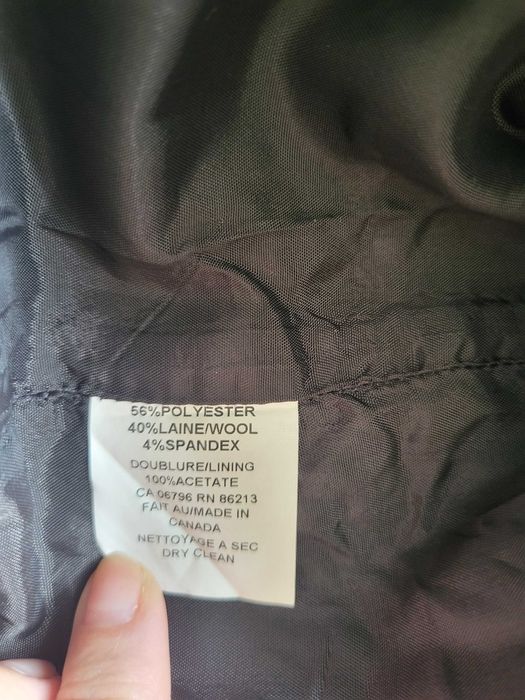 56%POLYESTER
40%LAINE/WOOL
4%SPANDEX
DOUBLURE/LINING
100%ACETATE
CA 06796 RN 86213
FAIT AU/MADE IN
CANADA
NETTOYAGE A SEC
DRY CLEAN